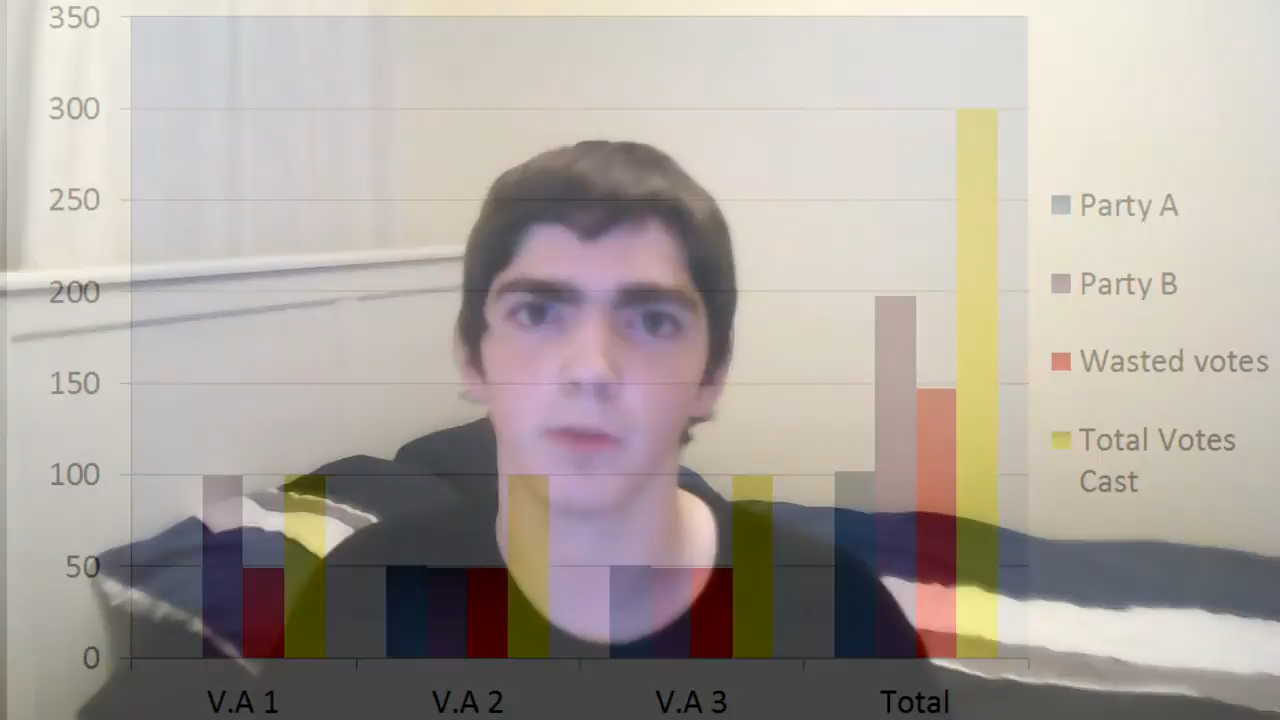 350
300
250
200
150
100
50
0
V.A 1
V.A 2
V.A 3
Total
Party A
Party B
Wasted votes
Total Votes
Cast